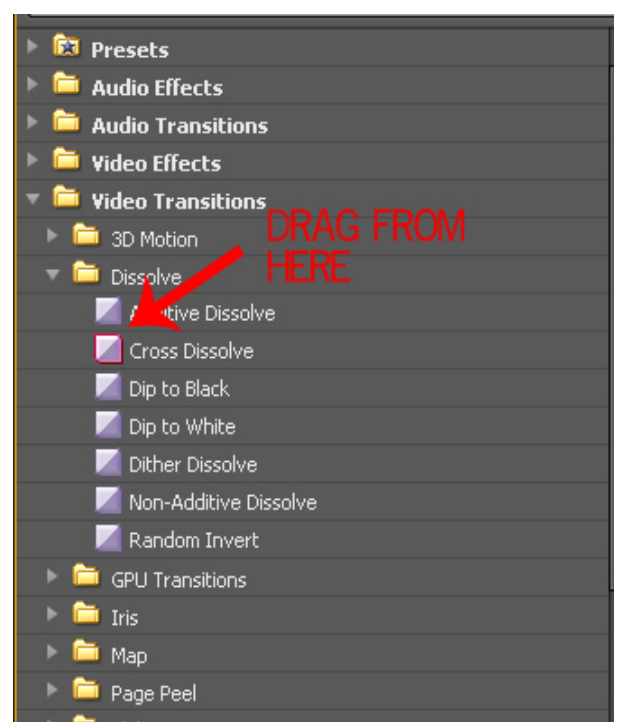 Presets
Audio Effects
Audio Transitions
Video Effects
Video Transitions
DRAG FROM
HERE
3D Motion
Dissolve
Additive Dissolve
Cross Dissolve
Dip to Black
Dip to White
Dither Dissolve
Non-Additive Dissolve
Random Invert
GPU Transitions
Iris
Map
Page Peel